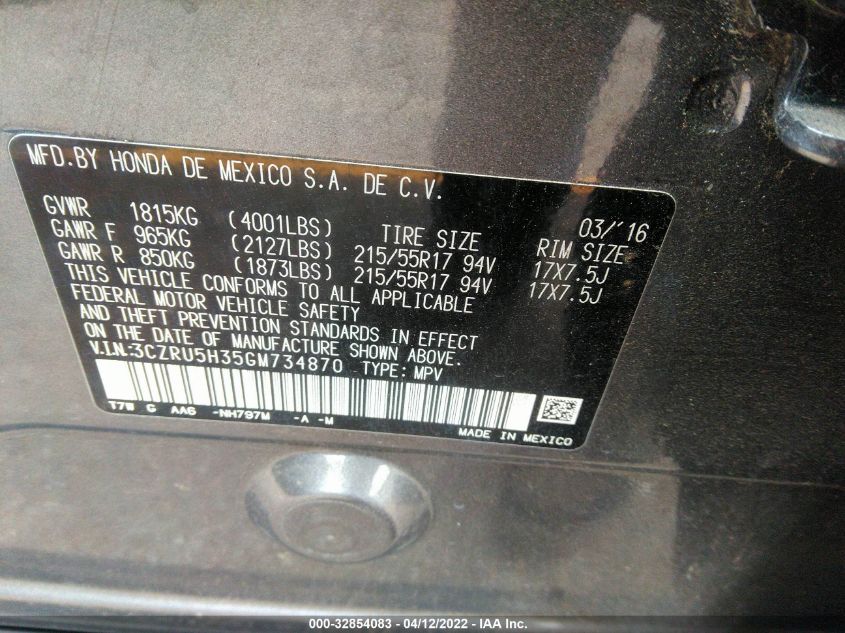 MFD.BY HONDA DE MEXICO S.A. DE C.V.
03/'16
GVWR 1815KG (4001LBS) TIRE SIZE RIM SIZE
GAWR F 965KG (2127LBS) 215/55R17 94V 17X7.5J
GAWR R 850KG (1873LBS) 215/55R17 94V 17X7.5J
THIS VEHICLE CONFORMS TO ALL APPLICABLE
FEDERAL MOTOR VEHICLE SAFETY
AND THEFT PREVENTION STANDARDS IN EFFECT
ON THE DATE OF MANUFACTURE SHOWN ABOVE.
V.I.N:3CZRU5H35GM734870 TYPE: MPV
T7W G AA6 -NH797M -A -M
MADE IN MEXICO
000-32854083 - 04/12/2022 - IAA Inc.